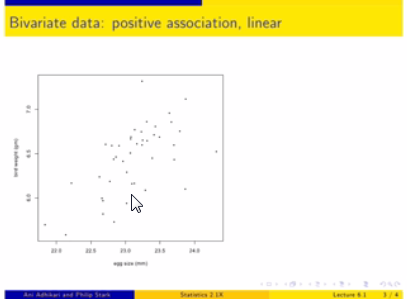 Bivariate data: positive association, linear
7.0
6.5
6.0
bird weight (gm)
22.0 22.5 23.0 23.5 24.0
egg size (mm)
Ani Adhikari and Philip Stark Statistics 2.1X Lecture 6.1 3 / 4